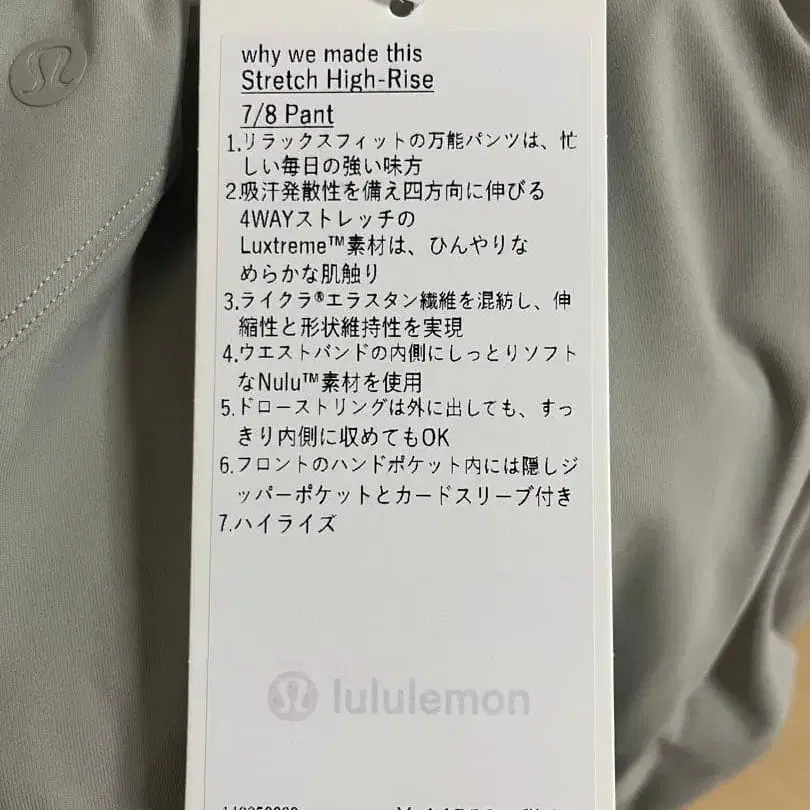 why we made this
Stretch High-Rise
7/8 Pant
1.リラックスフィットの万能パンツは、忙
しい毎日の強い味方
2.吸汗発散性を備え四方向に伸びる
4WAYストレッチの
Luxtreme™素材は、ひんやりな
めらかな肌触り
3.ライクラ®エラスタン繊維を混紡し、伸
縮性と形状維持性を実現
4.ウエストバンドの内側にしっとりソフト
なNulu™素材を使用
5.ドローストリングは外に出しても、すっ
きり内側に収めてもOK
6.フロントのハンドポケット内には隠しジ
ッパーポケットとカードスリーブ付き
7.ハイライズ
lululemon